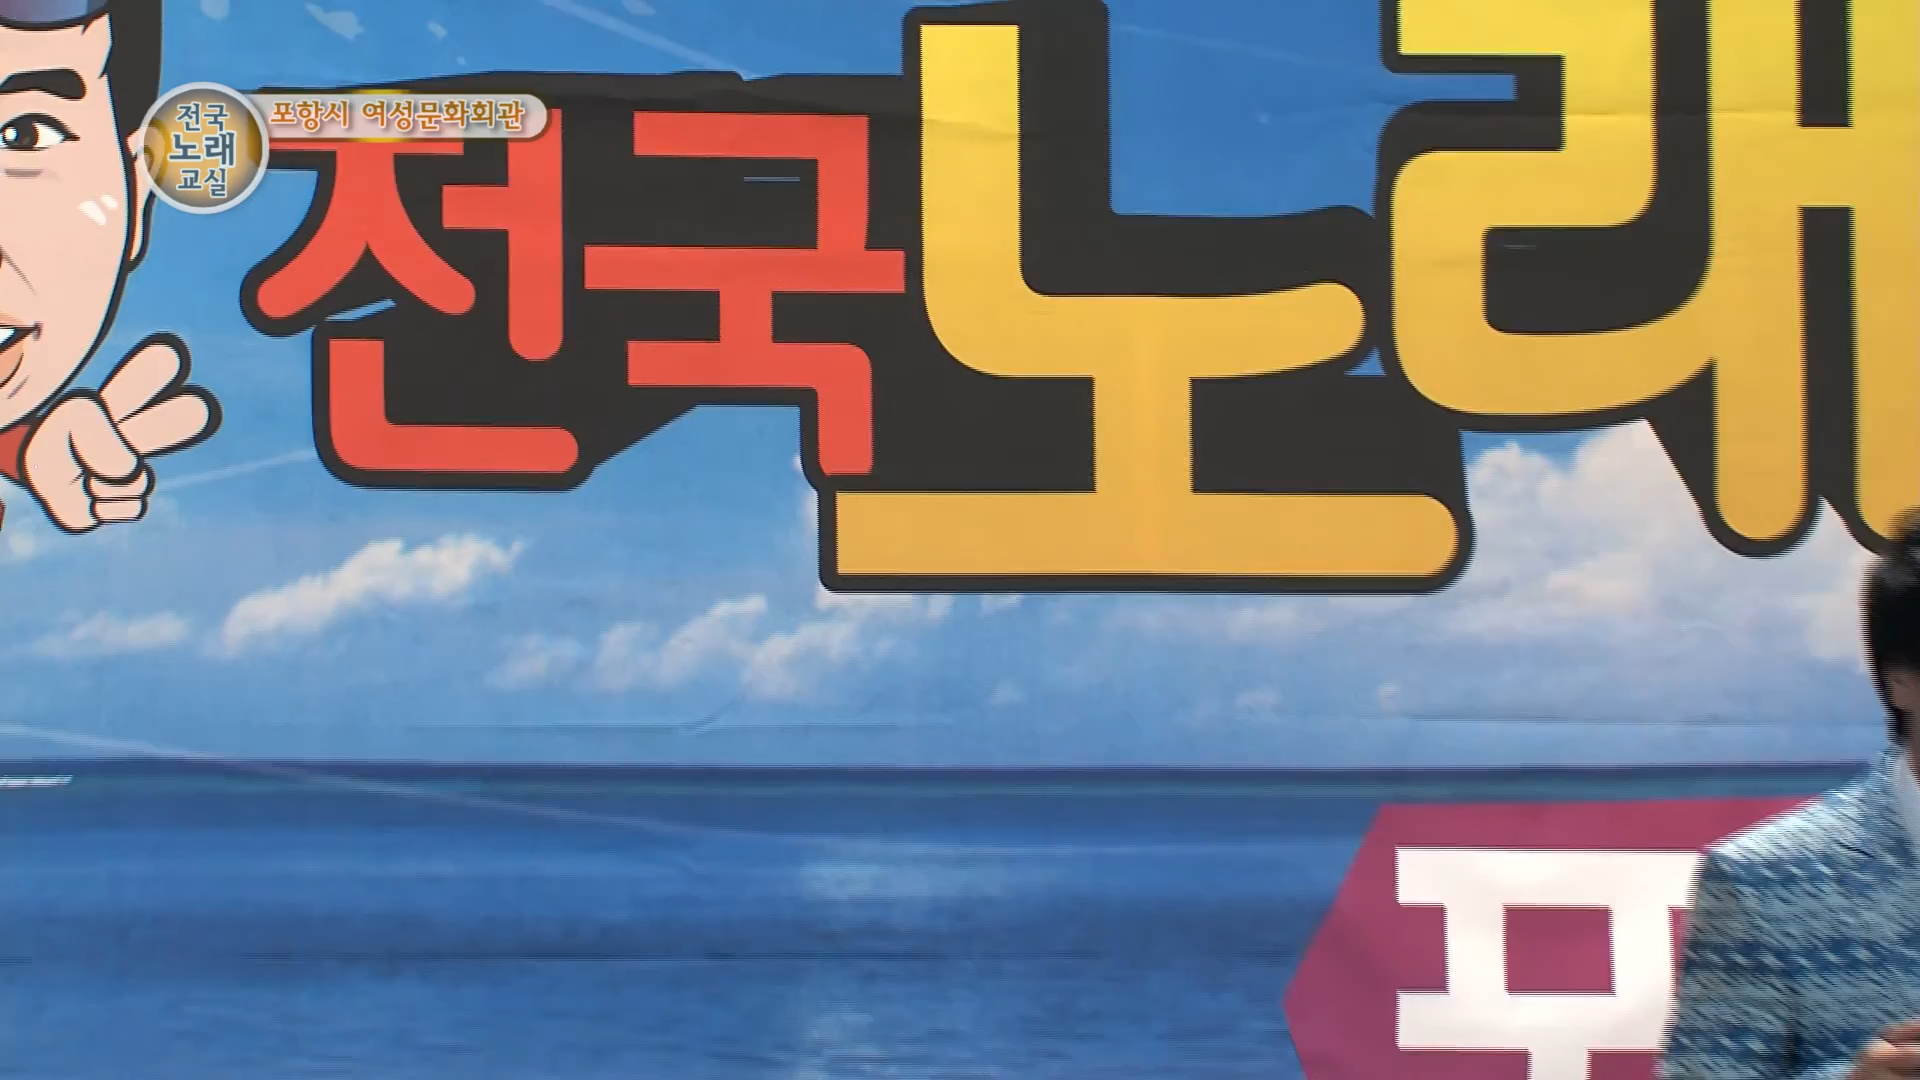 전국
노래
교실
포항시 여성문화회관
전국노래
포